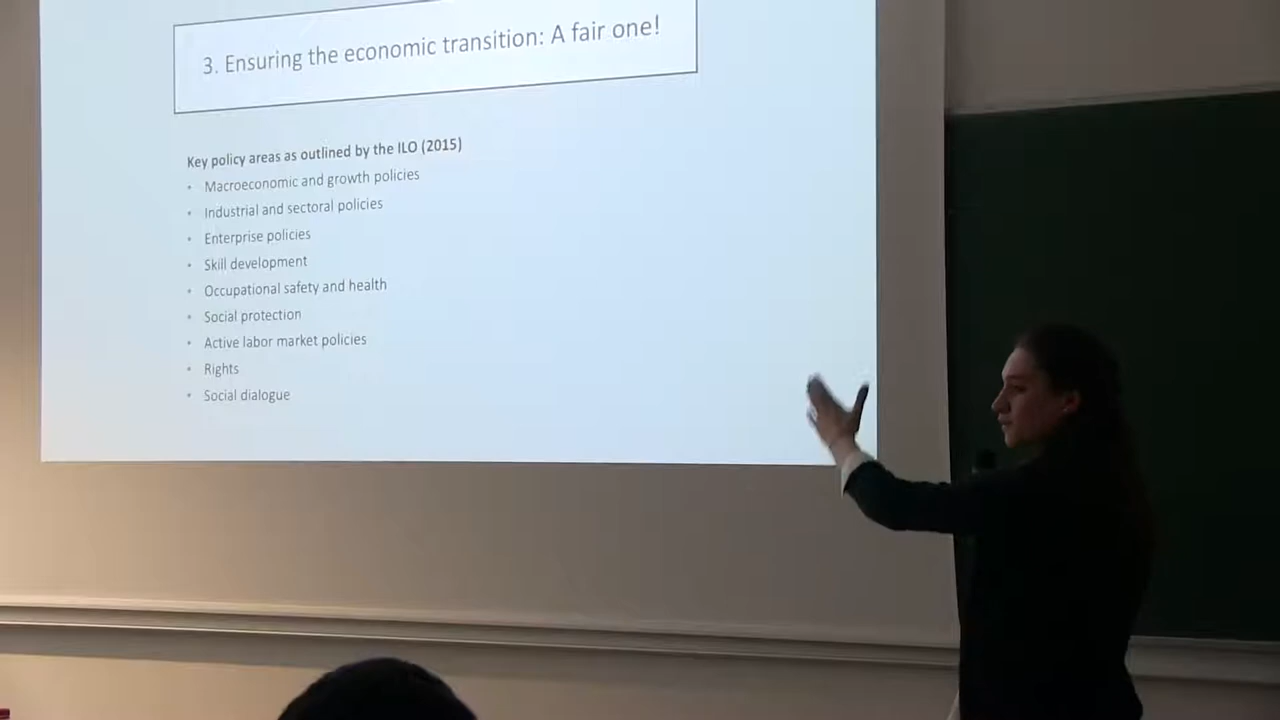 3. Ensuring the economic transition: A fair one!
Key policy areas as outlined by the ILO (2015)
• Macroeconomic and growth policies
• Industrial and sectoral policies
• Enterprise policies
• Skill development
• Occupational safety and health
• Social protection
• Active labor market policies
• Rights
• Social dialogue